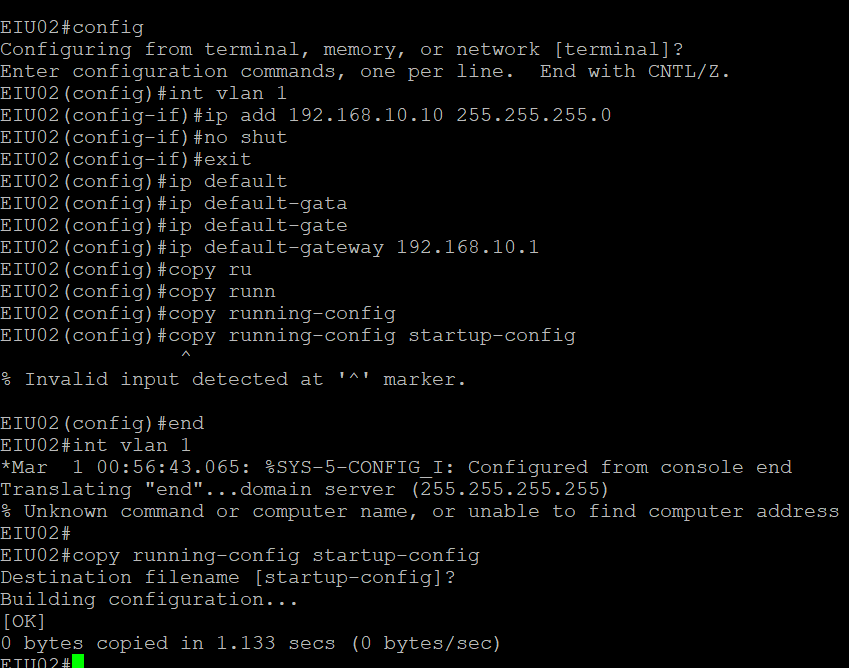 EIU02#config
Configuring from terminal, memory, or network [terminal]?
Enter configuration commands, one per line.  End with CNTL/Z.
EIU02(config)#int vlan 1
EIU02(config-if)#ip add 192.168.10.10 255.255.255.0
EIU02(config-if)#no shut
EIU02(config-if)#exit
EIU02(config)#ip default
EIU02(config)#ip default-gata
EIU02(config)#ip default-gate
EIU02(config)#ip default-gateway 192.168.10.1
EIU02(config)#copy ru
EIU02(config)#copy runn
EIU02(config)#copy running-config
EIU02(config)#copy running-config startup-config
               ^
% Invalid input detected at '^' marker.
EIU02(config)#end
EIU02#int vlan 1
*Mar  1 00:56:43.065: %SYS-5-CONFIG_I: Configured from console end
Translating "end"...domain server (255.255.255.255)
% Unknown command or computer name, or unable to find computer address
EIU02#
EIU02#copy running-config startup-config
Destination filename [startup-config]?
Building configuration...
[OK]
0 bytes copied in 1.133 secs (0 bytes/sec)
EIU02#